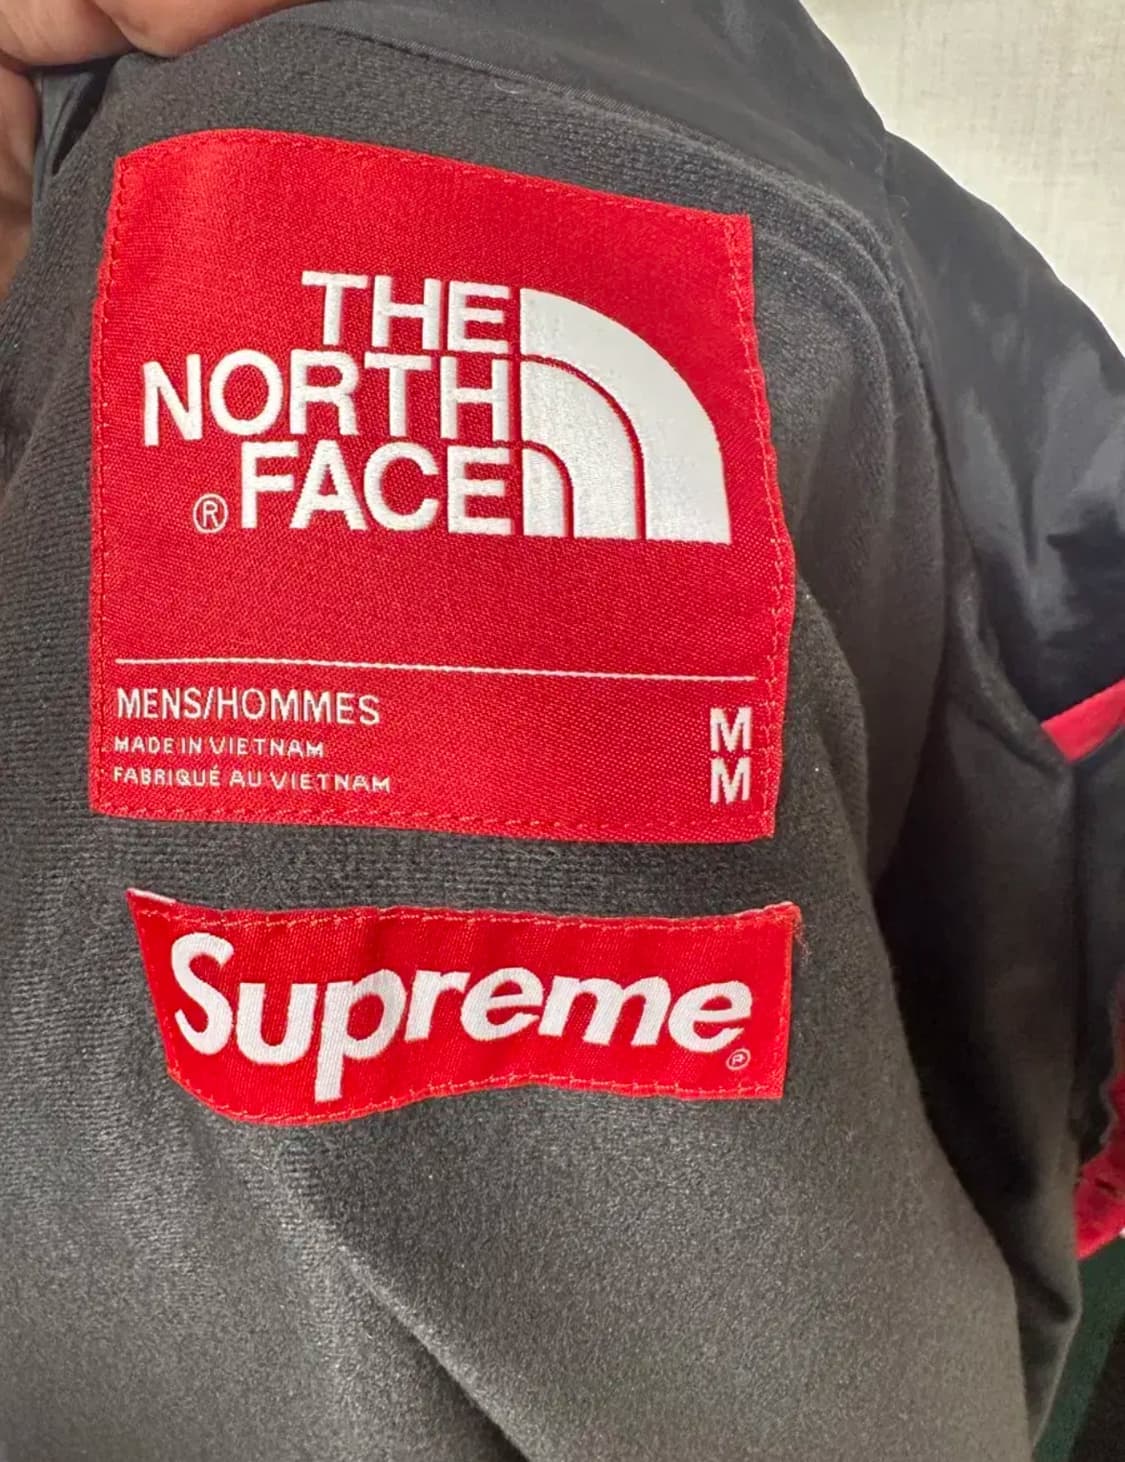 THE
NORTH
FACE
®
MENS/HOMMES
MADE IN VIETNAM
FABRIQUÉ AU VIETNAM
M
M
Supreme
®